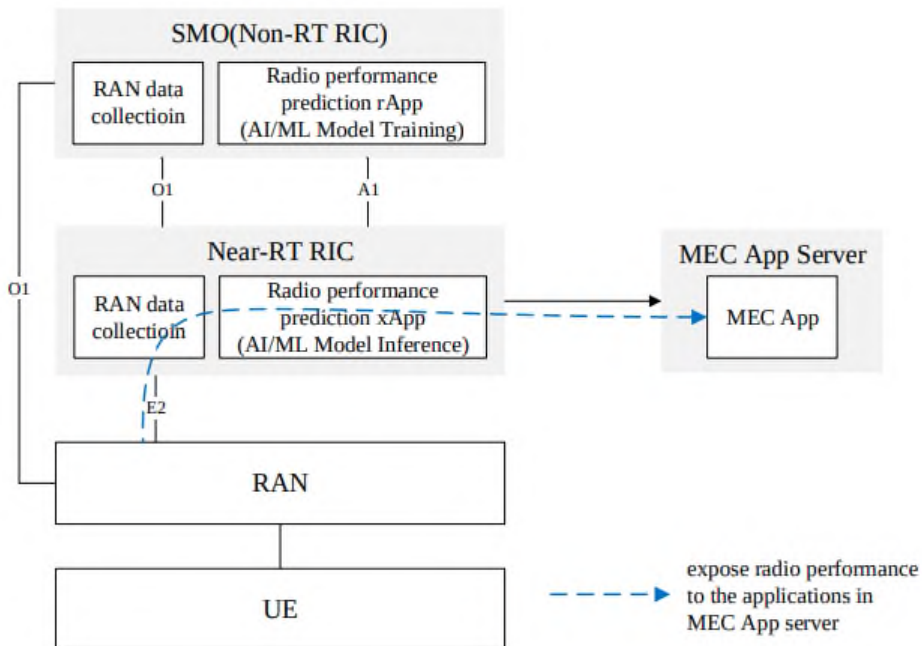 SMO(Non-RT RIC)
RAN data
collectioin
Radio performance
prediction rApp
(AI/ML Model Training)
O1
A1
O1
Near-RT RIC
RAN data
collectioin
Radio performance
prediction xApp
(AI/ML Model Inference)
MEC App Server
MEC App
E2
RAN
UE
expose radio performance
to the applications in
MEC App server